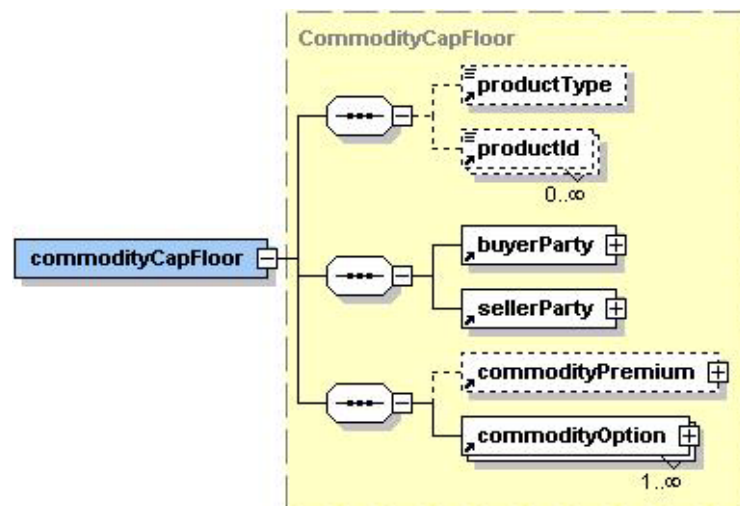 CommodityCapFloor
productType
productId
0..∞
buyerParty
commodityCapFloor
sellerParty
commodityPremium
commodityOption
1..∞